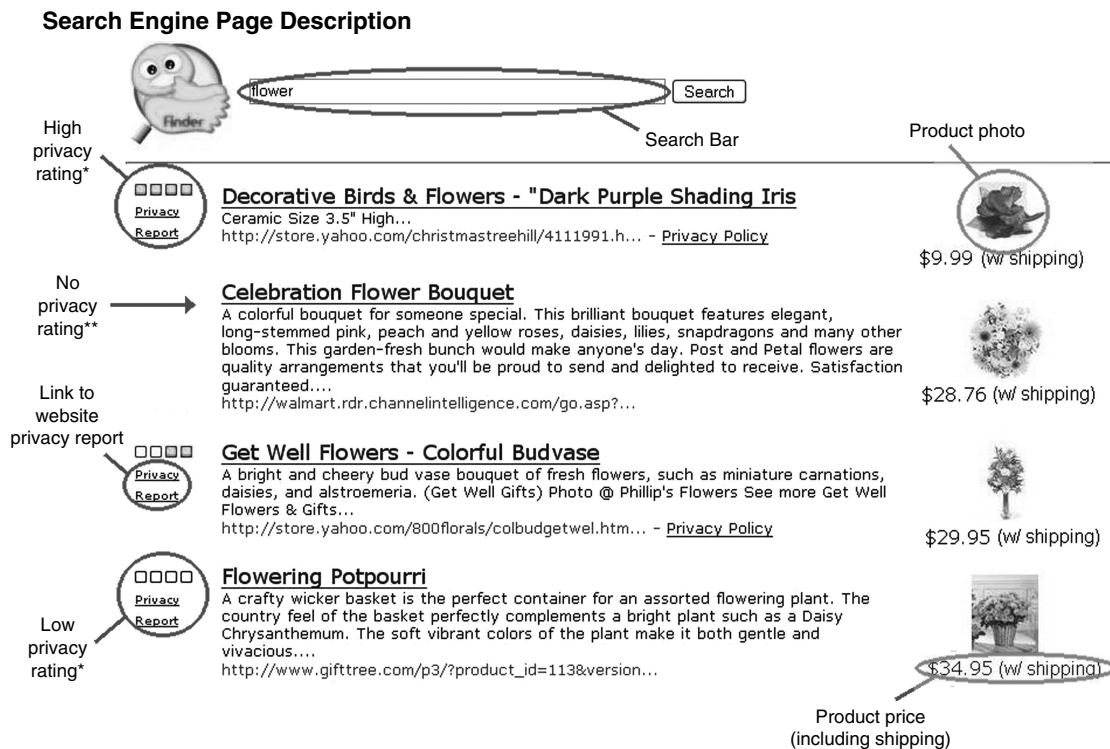 Search Engine Page Description
Finder
flower
Search
Search Bar
High
privacy
rating*
Product photo
Privacy
Report
Decorative Birds & Flowers - "Dark Purple Shading Iris
Ceramic Size 3.5" High...
http://store.yahoo.com/christmastreehill/4111991.h... - Privacy Policy
$9.99 (w/ shipping)
No
privacy
rating**
Celebration Flower Bouquet
A colorful bouquet for someone special. This brilliant bouquet features elegant,
long-stemmed pink, peach and yellow roses, daisies, lilies, snapdragons and many other
blooms. This garden-fresh bunch would make anyone's day. Post and Petal flowers are
quality arrangements that you'll be proud to send and delighted to receive. Satisfaction
guaranteed....
http://walmart.rdr.channelintelligence.com/go.asp?...
$28.76 (w/ shipping)
Link to
website
privacy report
Privacy
Report
Get Well Flowers - Colorful Budvase
A bright and cheery bud vase bouquet of fresh flowers, such as miniature carnations,
daisies, and alstroemeria. (Get Well Gifts) Photo @ Phillip's Flowers See more Get Well
Flowers & Gifts...
http://store.yahoo.com/800florals/colbudgetwel.htm... - Privacy Policy
$29.95 (w/ shipping)
Low
privacy
rating*
Privacy
Report
Flowering Potpourri
A crafty wicker basket is the perfect container for an assorted flowering plant. The
country feel of the basket perfectly complements a bright plant such as a Daisy
Chrysanthemum. The soft vibrant colors of the plant make it both gentle and
vivacious....
http://www.gifttree.com/p3/?product_id=113&version...
$34.95 (w/ shipping)
Product price
(including shipping)